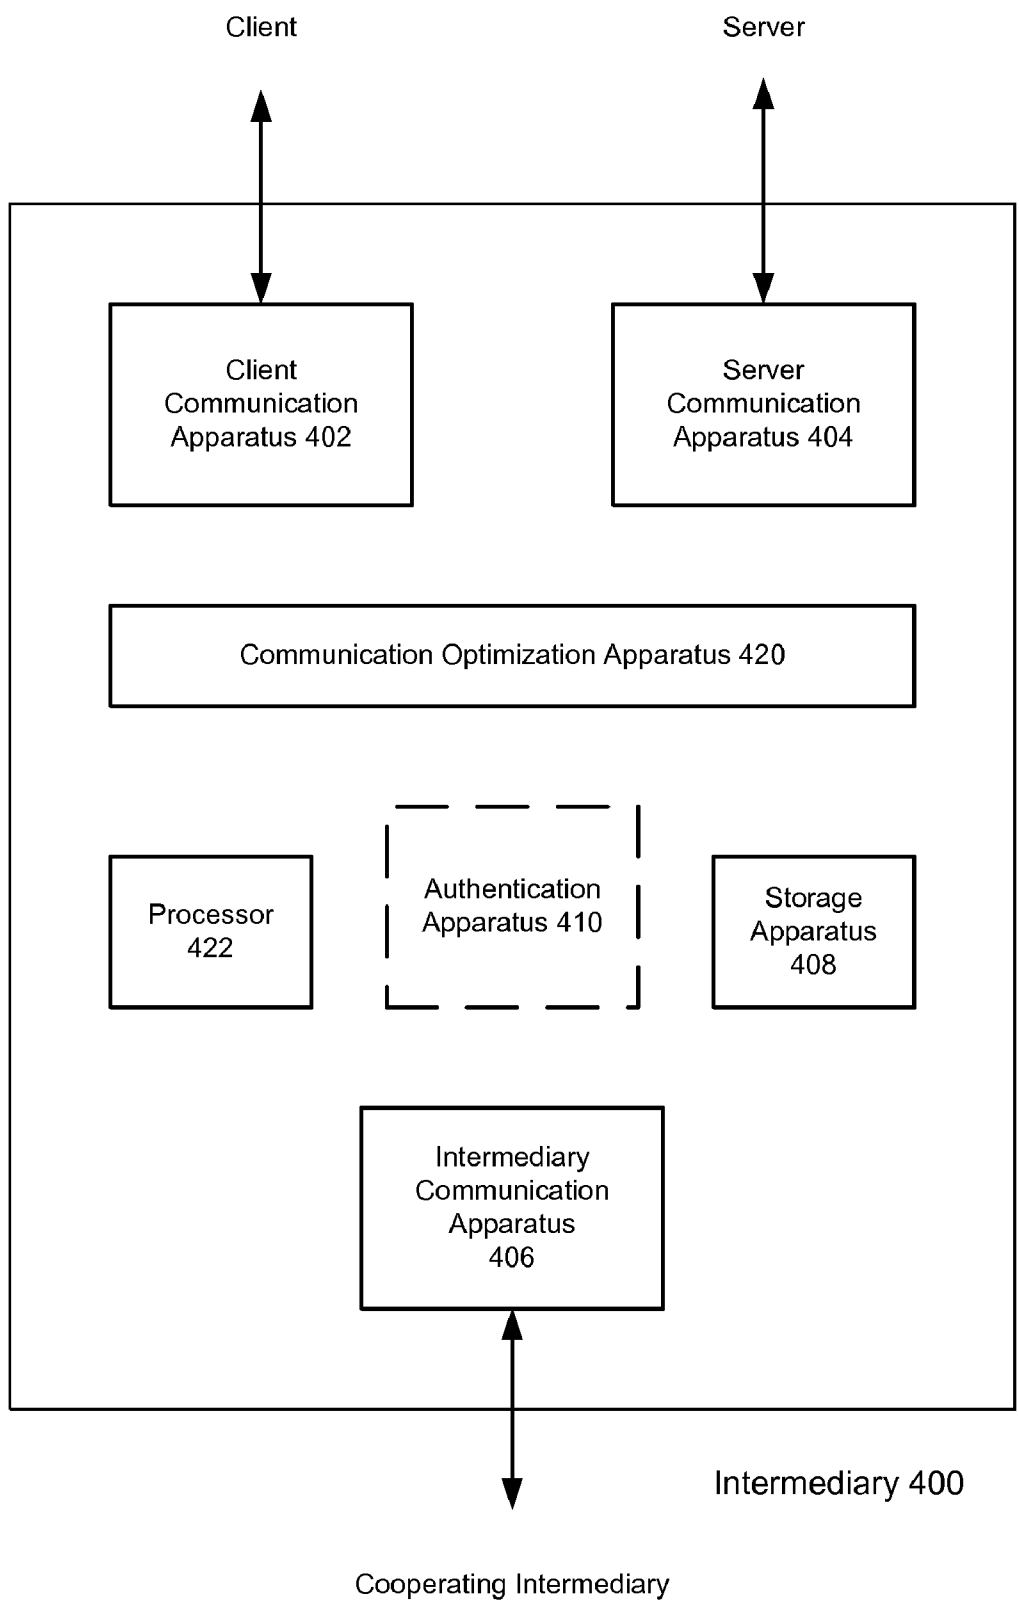 Client
Server
Client
Communication
Apparatus 402
Server
Communication
Apparatus 404
Communication Optimization Apparatus 420
Processor
422
Authentication
Apparatus 410
Storage
Apparatus
408
Intermediary
Communication
Apparatus
406
Intermediary 400
Cooperating Intermediary